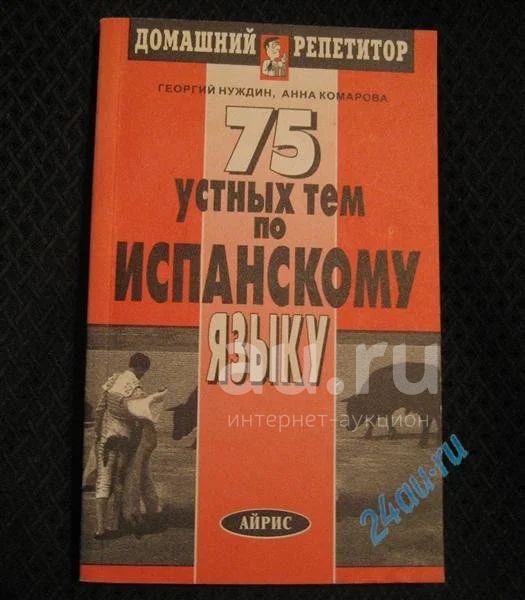 ДОМАШНИЙ РЕПЕТИТОР
ГЕОРГИЙ НУЖДИН, АННА КОМАРОВА
75
УСТНЫХ ТЕМ
ПО
ИСПАНСКОМУ
ЯЗЫКУ
au.ru
интернет-аукцион
24au.ru
АЙРИС